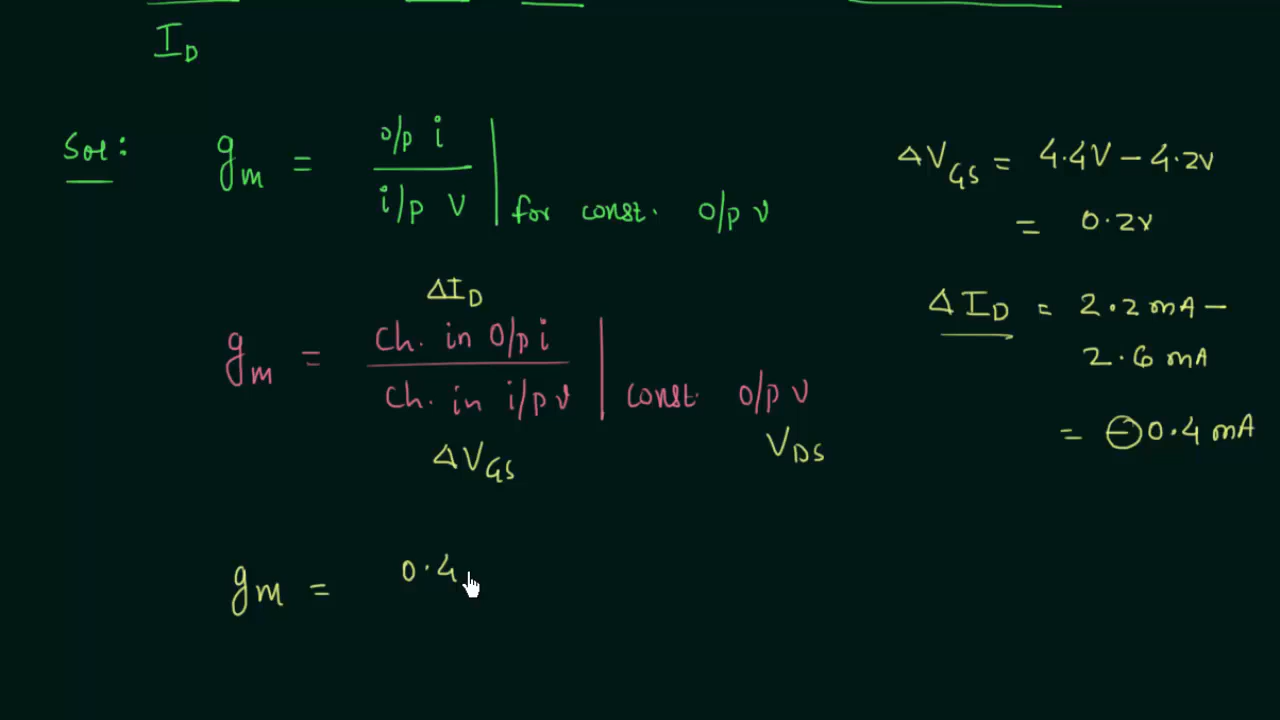 I_D
Sol: g_m = o/p i / i/p V | for const. O/p v
g_m = ΔI_D Ch. in O/p i / Ch. in i/p v ΔV_GS | const. O/p v V_DS
g_m = 0.4
ΔV_GS = 4.4V - 4.2V
= 0.2V
ΔI_D = 2.2 mA -
2.6 mA
= ⊖0.4 mA